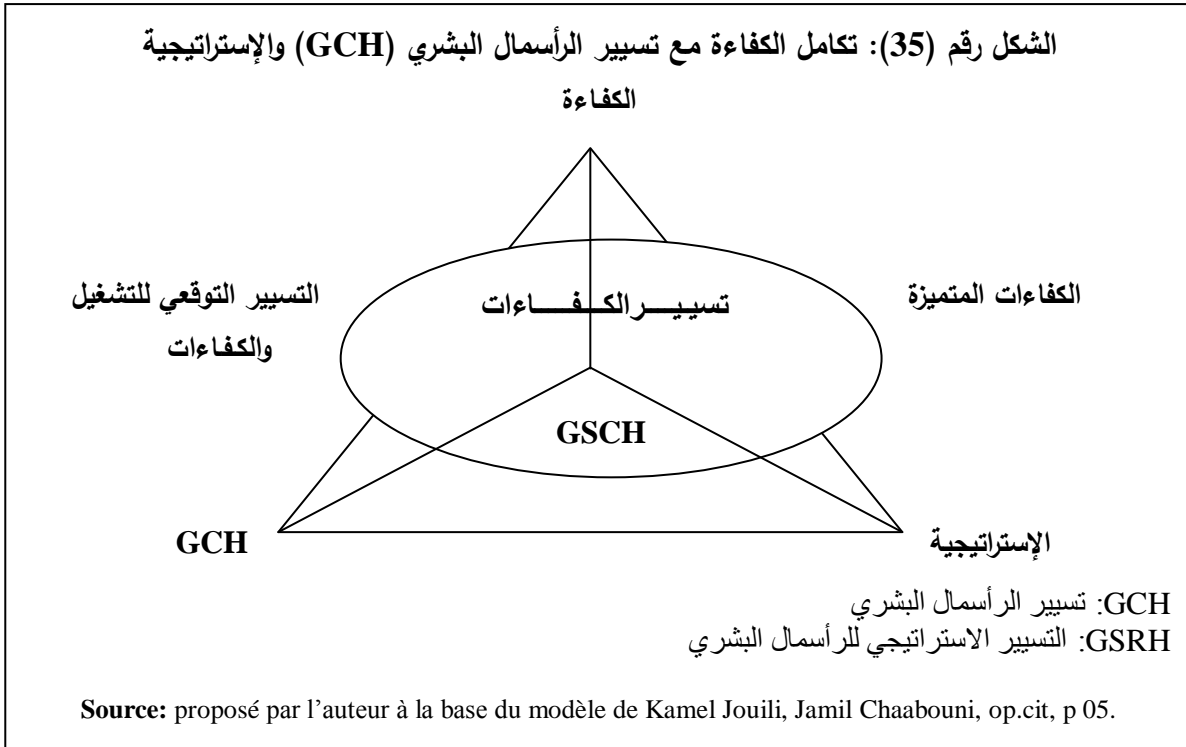 الشكل رقم (35): تكامل الكفاءة مع تسيير الرأسمال البشري (GCH) والإستراتيجية
الكفاءة
التسيير التوقعي للتشغيل
والكفاءات
تسييــر الكــفــــاءات
الكفاءات المتميزة
GSCH
GCH
الإستراتيجية
GCH: تسيير الرأسمال البشري
GSRH: التسيير الاستراتيجي للرأسمال البشري
Source: proposé par l’auteur à la base du modèle de Kamel Jouili, Jamil Chaabouni, op.cit, p 05.